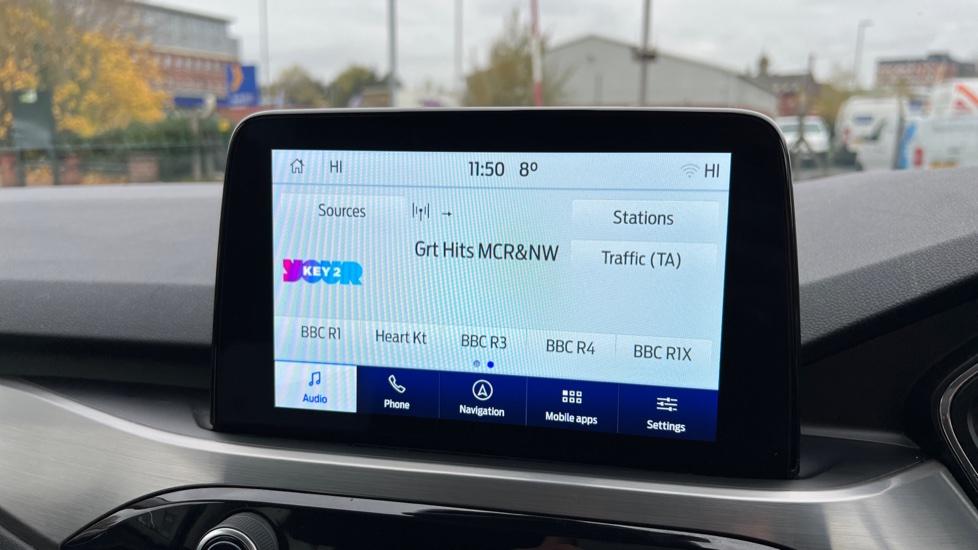 HI 11:50 8º HI
Sources
Stations
Grt Hits MCR&NW
Traffic (TA)
YOUR
KEY 2
BBC R1 Heart Kt BBC R3 BBC R4 BBC R1X
Audio Phone Navigation Mobile apps Settings